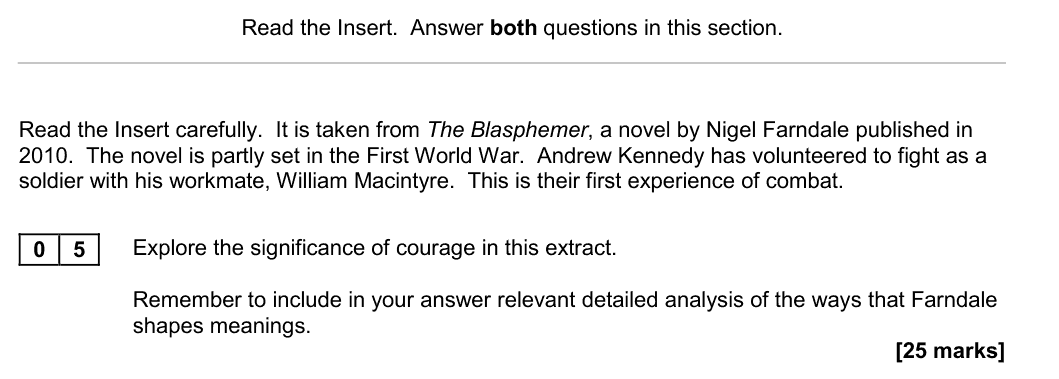 Read the Insert.  Answer both questions in this section.
Read the Insert carefully.  It is taken from The Blasphemer, a novel by Nigel Farndale published in
2010.  The novel is partly set in the First World War.  Andrew Kennedy has volunteered to fight as a
soldier with his workmate, William Macintyre.  This is their first experience of combat.
0 5 Explore the significance of courage in this extract.
Remember to include in your answer relevant detailed analysis of the ways that Farndale
shapes meanings.
[25 marks]